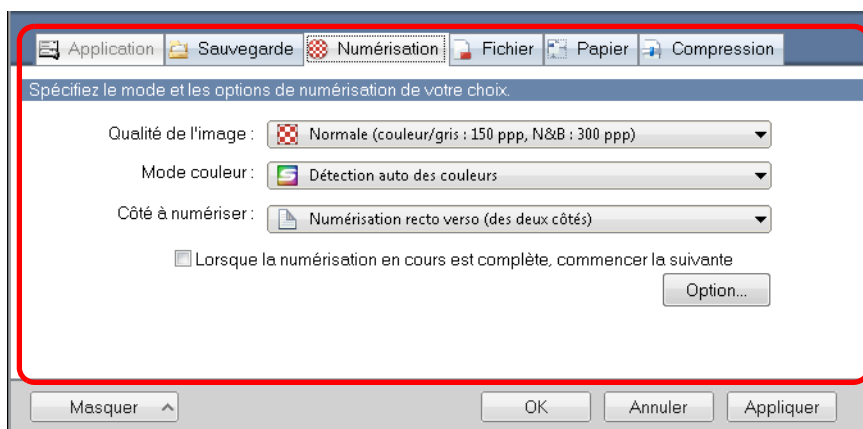 Application Sauvegarde Numérisation Fichier Papier Compression
Spécifiez le mode et les options de numérisation de votre choix.
Qualité de l'image : Normale (couleur/gris : 150 ppp, N&B : 300 ppp)
Mode couleur : Détection auto des couleurs
Côté à numériser : Numérisation recto verso (des deux côtés)
Lorsque la numérisation en cours est complète, commencer la suivante
Option...
Masquer OK Annuler Appliquer